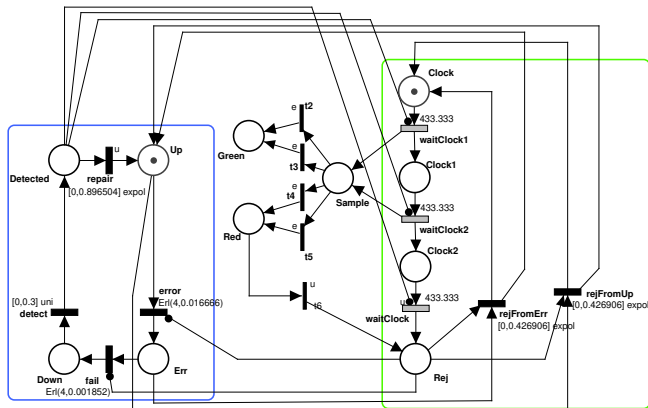 Clock
433.333
waitClock1
e
t2
Green
e
t3
u
Up
Detected
repair
[0,0.896504] expol
Clock1
e
t4
Sample
Red
e
t5
433.333
waitClock2
Clock2
[0,0.3] uni
detect
error
Erl(4,0.016666)
u
t6
u
433.333
waitClock
rejFromErr
[0,0.426906] expol
u
rejFromUp
[0,0.426906] expol
Down
fail
Erl(4,0.001852)
Err
Rej